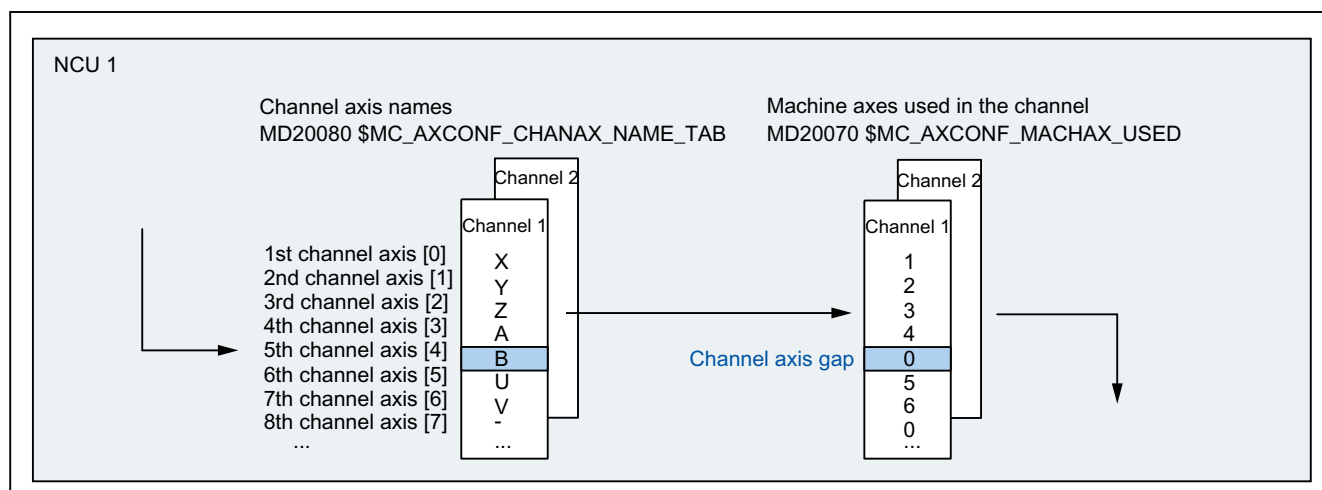 NCU 1
Channel axis names
MD20080 $MC_AXCONF_CHANAX_NAME_TAB
Machine axes used in the channel
MD20070 $MC_AXCONF_MACHAX_USED
Channel 2
Channel 1
Channel 2
Channel 1
1st channel axis [0] X 1
2nd channel axis [1] Y 2
3rd channel axis [2] Z 3
4th channel axis [3] A 4
5th channel axis [4] B Channel axis gap 0
6th channel axis [5] U 5
7th channel axis [6] V 6
8th channel axis [7] - 0
... ... ...